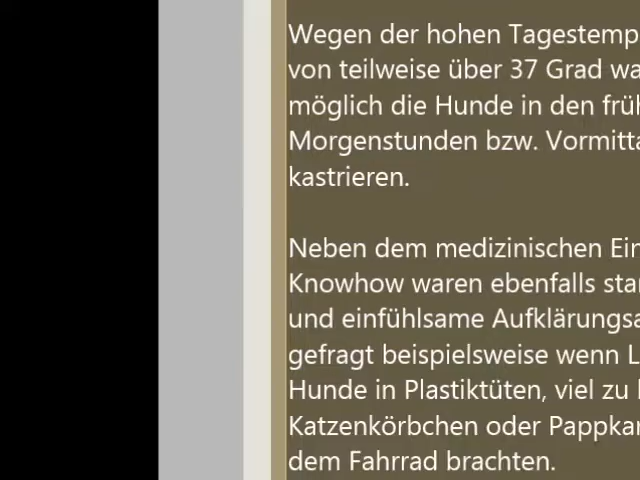 Wegen der hohen Tagestemp
von teilweise über 37 Grad wa
möglich die Hunde in den früh
Morgenstunden bzw. Vormitta
kastrieren.
Neben dem medizinischen Ein
Knowhow waren ebenfalls star
und einfühlsame Aufklärungsa
gefragt beispielsweise wenn L
Hunde in Plastiktüten, viel zu
Katzenkörbchen oder Pappkar
dem Fahrrad brachten.